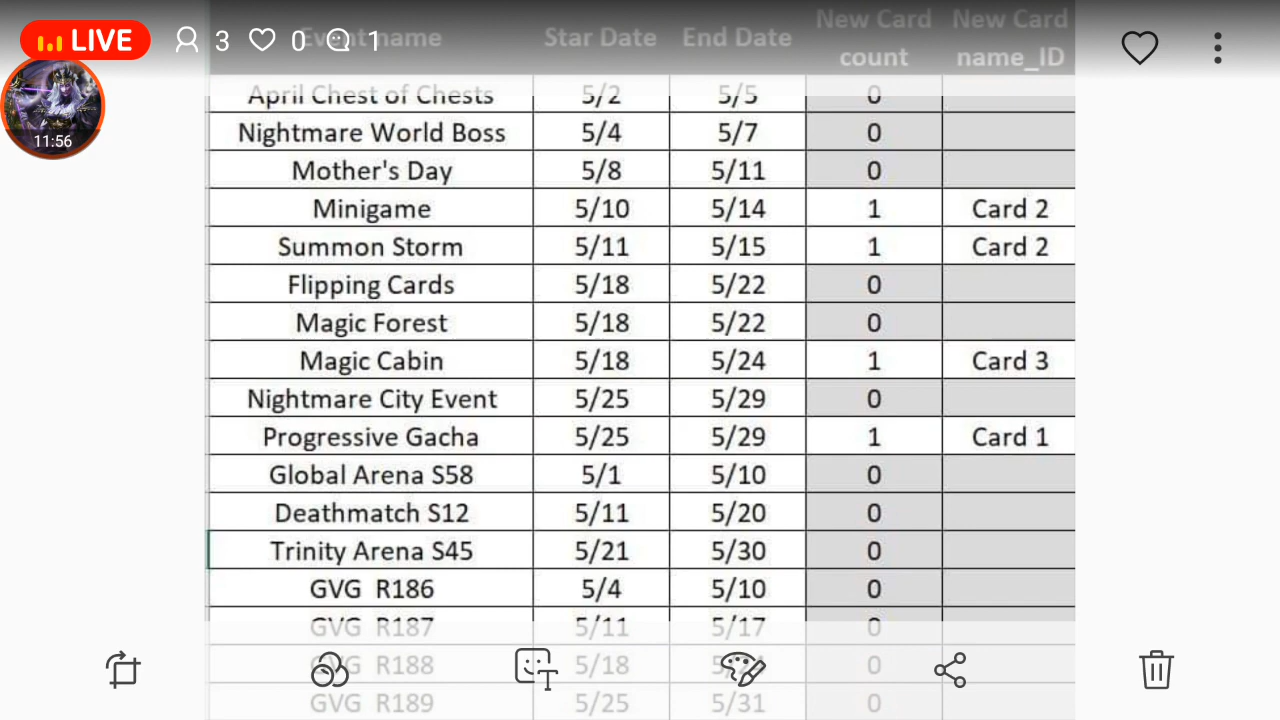 LIVE 3 0 1
11:56
Event name Star Date End Date New Card count New Card name_ID
April Chest of Chests 5/2 5/5 0
Nightmare World Boss 5/4 5/7 0
Mother's Day 5/8 5/11 0
Minigame 5/10 5/14 1 Card 2
Summon Storm 5/11 5/15 1 Card 2
Flipping Cards 5/18 5/22 0
Magic Forest 5/18 5/22 0
Magic Cabin 5/18 5/24 1 Card 3
Nightmare City Event 5/25 5/29 0
Progressive Gacha 5/25 5/29 1 Card 1
Global Arena S58 5/1 5/10 0
Deathmatch S12 5/11 5/20 0
Trinity Arena S45 5/21 5/30 0
GVG R186 5/4 5/10 0
GVG R187 5/11 5/17 0
GVG R188 5/18 0
GVG R189 5/25 5/31 0